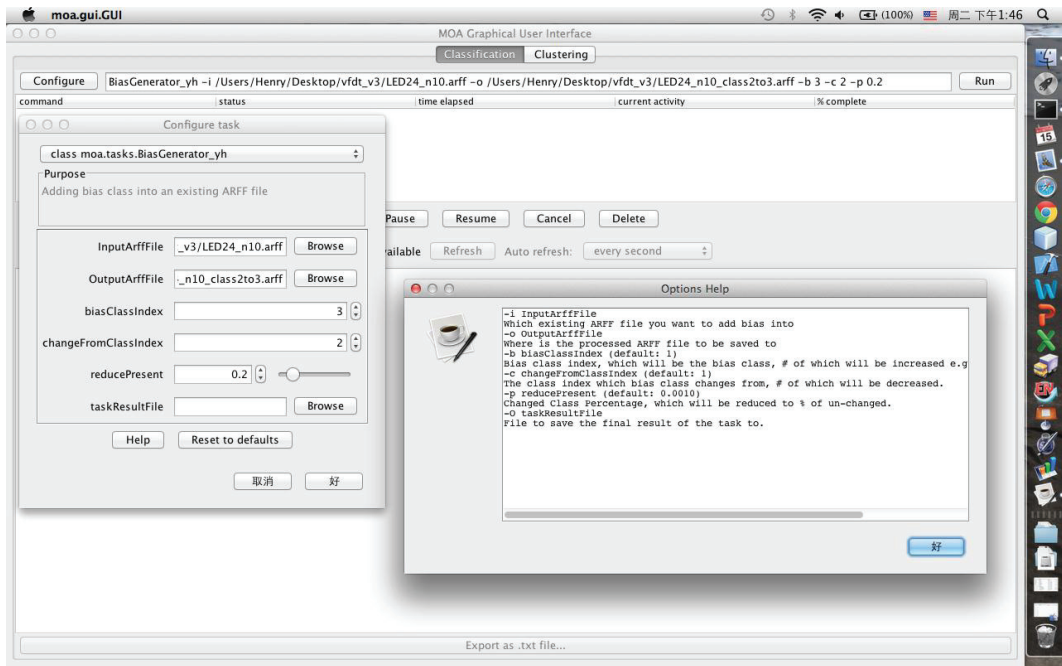 moa.gui.GUI
(100%) 周二 下午1:46
MOA Graphical User Interface
Classification Clustering
Configure BiasGenerator_yh -i /Users/Henry/Desktop/vfdt_v3/LED24_n10.arff -o /Users/Henry/Desktop/vfdt_v3/LED24_n10_class2to3.arff -b 3 -c 2 -p 0.2 Run
command status time elapsed current activity % complete
Configure task
class moa.tasks.BiasGenerator_yh
Purpose
Adding bias class into an existing ARFF file
InputArffFile _v3/LED24_n10.arff Browse
OutputArffFile _n10_class2to3.arff Browse
biasClassIndex 3
changeFromClassIndex 2
reducePresent 0.2
taskResultFile Browse
Help Reset to defaults
取消 好
Pause Resume Cancel Delete
ailable Refresh Auto refresh: every second
Options Help
-i InputArffFile
Which existing ARFF file you want to add bias into
-o OutputArffFile
Where is the processed ARFF file to be saved to
-b biasClassIndex (default: 1)
Bias class index, which will be the bias class, # of which will be increased e.g
-c changeFromClassIndex (default: 1)
The class index which bias class changes from, # of which will be decreased.
-p reducePresent (default: 0.0010)
Changed Class Percentage, which will be reduced to % of un-changed.
-O taskResultFile
File to save the final result of the task to.
好
Export as .txt file...
15